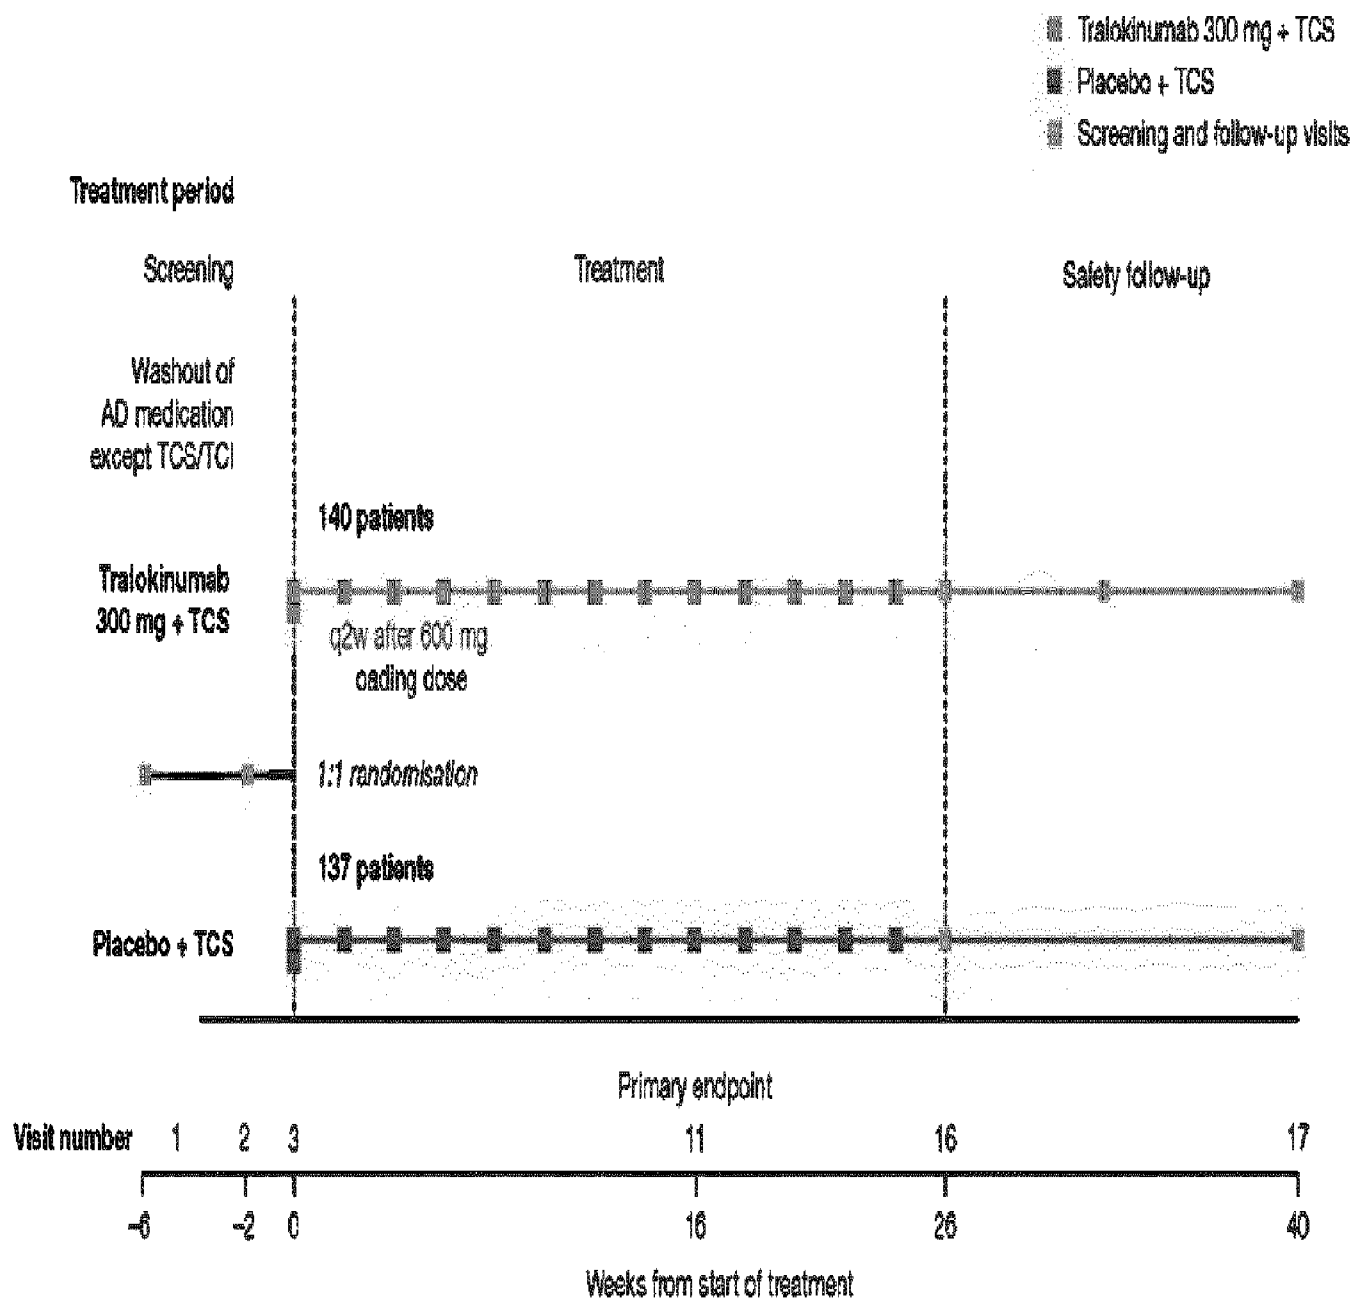 Tralokinumab 300 mg + TCS
Placebo + TCS
Screening and follow-up visits
Treatment period
Screening
Treatment
Safety follow-up
Washout of
AD medication
except TCS/TCI
140 patients
Tralokinumab
300 mg + TCS
q2w after 600 mg
oading dose
1:1 randomisation
137 patients
Placebo + TCS
Primary endpoint
Visit number 1 2 3 11 16 17
–6 –2 0 16 26 40
Weeks from start of treatment